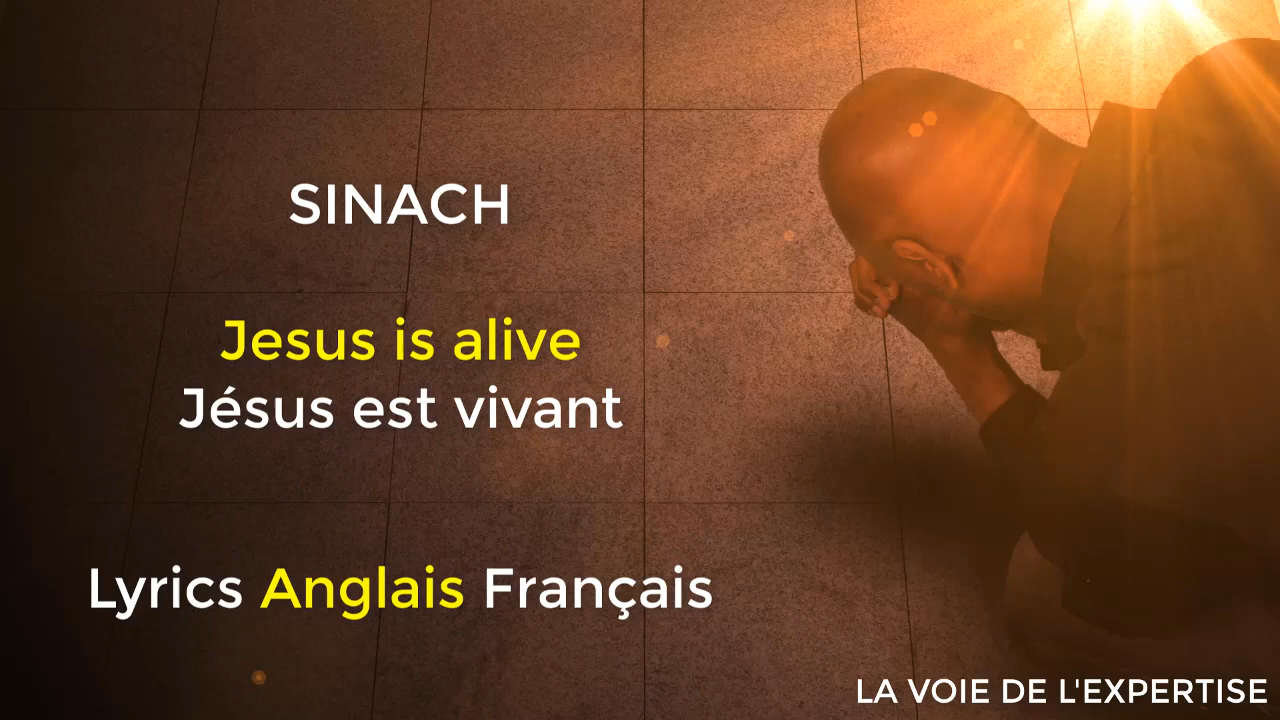 SINACH
Jesus is alive
Jésus est vivant
Lyrics Anglais Français
LA VOIE DE L'EXPERTISE